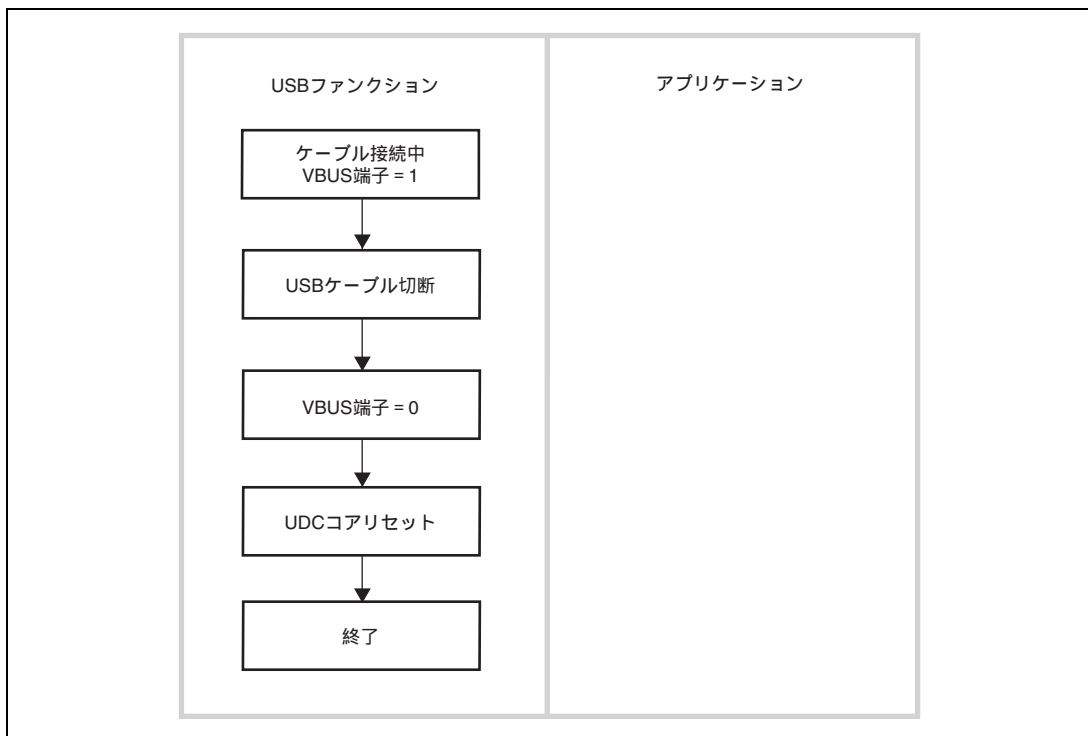 USBファンクション
アプリケーション
ケーブル接続中
VBUS端子 = 1
USBケーブル切断
VBUS端子 = 0
UDCコアリセット
終了